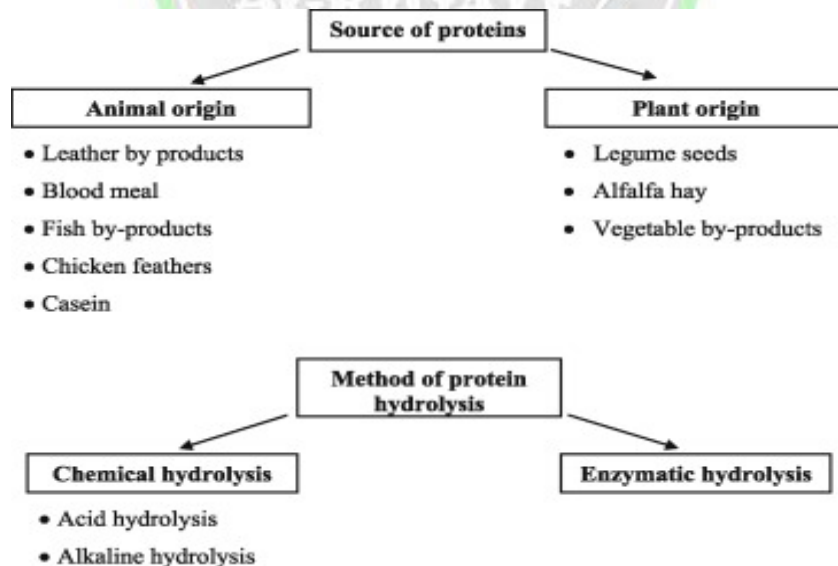 Source of proteins
Animal origin
• Leather by products
• Blood meal
• Fish by-products
• Chicken feathers
• Casein
Plant origin
• Legume seeds
• Alfalfa hay
• Vegetable by-products
Method of protein
hydrolysis
Chemical hydrolysis
• Acid hydrolysis
• Alkaline hydrolysis
Enzymatic hydrolysis